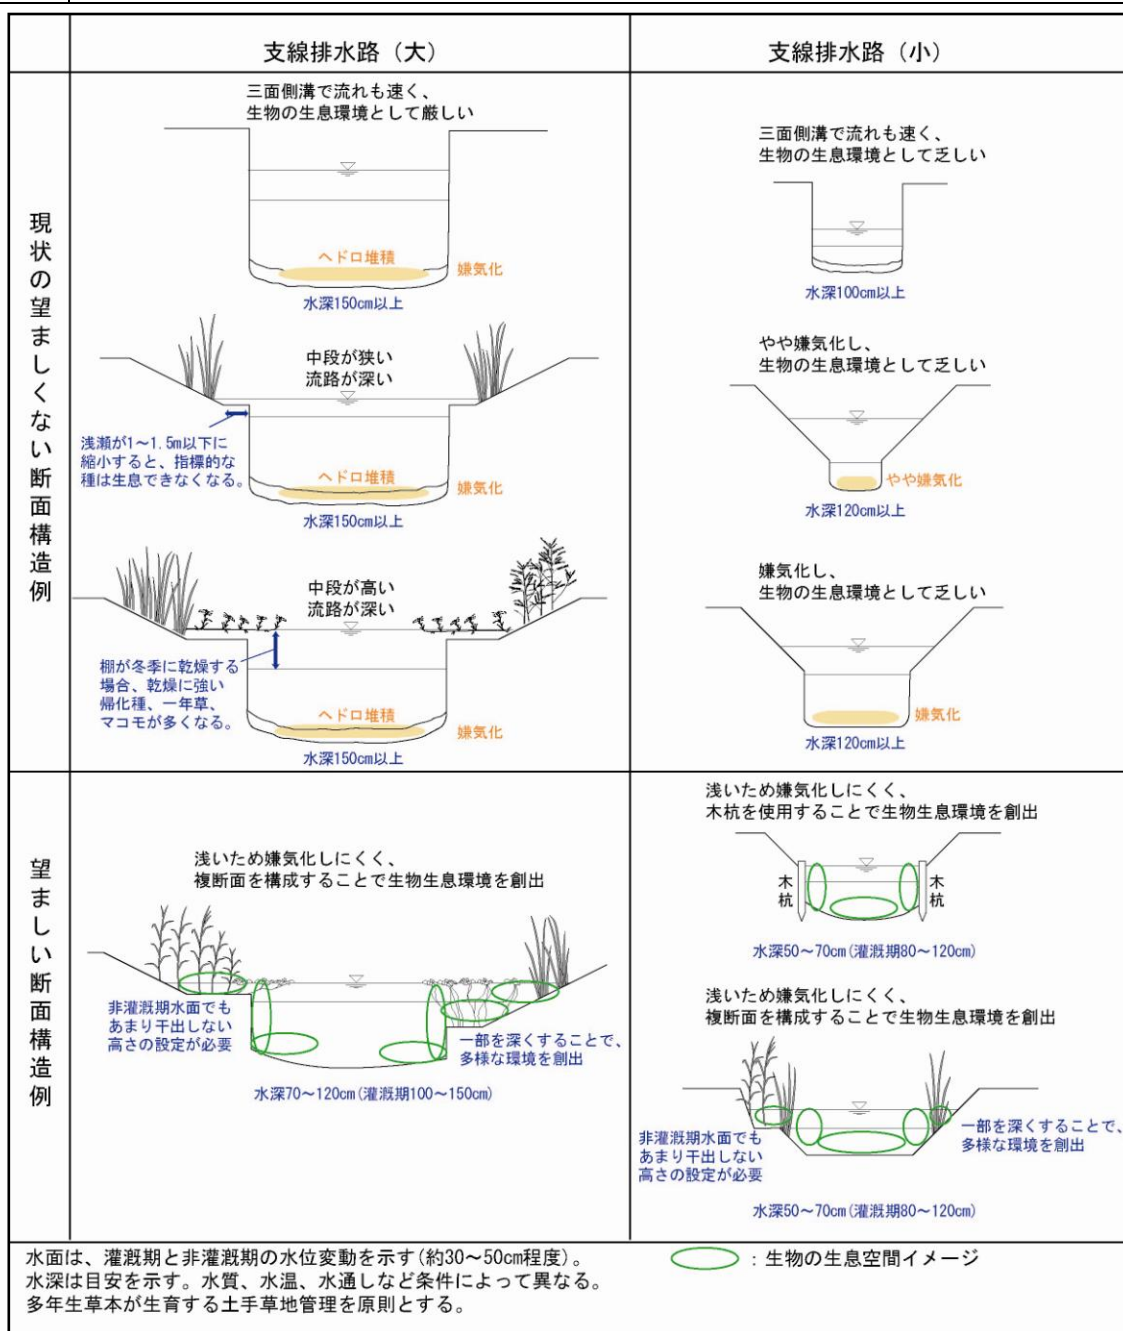 支線排水路（大）
支線排水路（小）
現状の望ましくない断面構造例
三面側溝で流れも速く、
生物の生息環境として厳しい
ヘドロ堆積
嫌気化
水深150cm以上
中段が狭い
流路が深い
浅瀬が1～1.5m以下に
縮小すると、指標的な
種は生息できなくなる。
ヘドロ堆積
嫌気化
水深150cm以上
中段が高い
流路が深い
棚が冬季に乾燥する
場合、乾燥に強い
帰化種、一年草、
マコモが多くなる。
ヘドロ堆積
嫌気化
水深150cm以上
三面側溝で流れも速く、
生物の生息環境として乏しい
水深100cm以上
やや嫌気化し、
生物の生息環境として乏しい
やや嫌気化
水深120cm以上
嫌気化し、
生物の生息環境として乏しい
嫌気化
水深120cm以上
望ましい断面構造例
浅いため嫌気化しにくく、
複断面を構成することで生物生息環境を創出
非灌漑期水面でも
あまり干出しない
高さの設定が必要
一部を深くすることで、
多様な環境を創出
水深70～120cm(灌漑期100～150cm)
浅いため嫌気化しにくく、
木杭を使用することで生物生息環境を創出
木杭
木杭
水深50～70cm(灌漑期80～120cm)
浅いため嫌気化しにくく、
複断面を構成することで生物生息環境を創出
非灌漑期水面でも
あまり干出しない
高さの設定が必要
一部を深くすることで、
多様な環境を創出
水深50～70cm(灌漑期80～120cm)
水面は、灌漑期と非灌漑期の水位変動を示す(約30～50cm程度)。
水深は目安を示す。水質、水温、水通しなど条件によって異なる。
多年生草本が生育する土手草地管理を原則とする。
：生物の生息空間イメージ